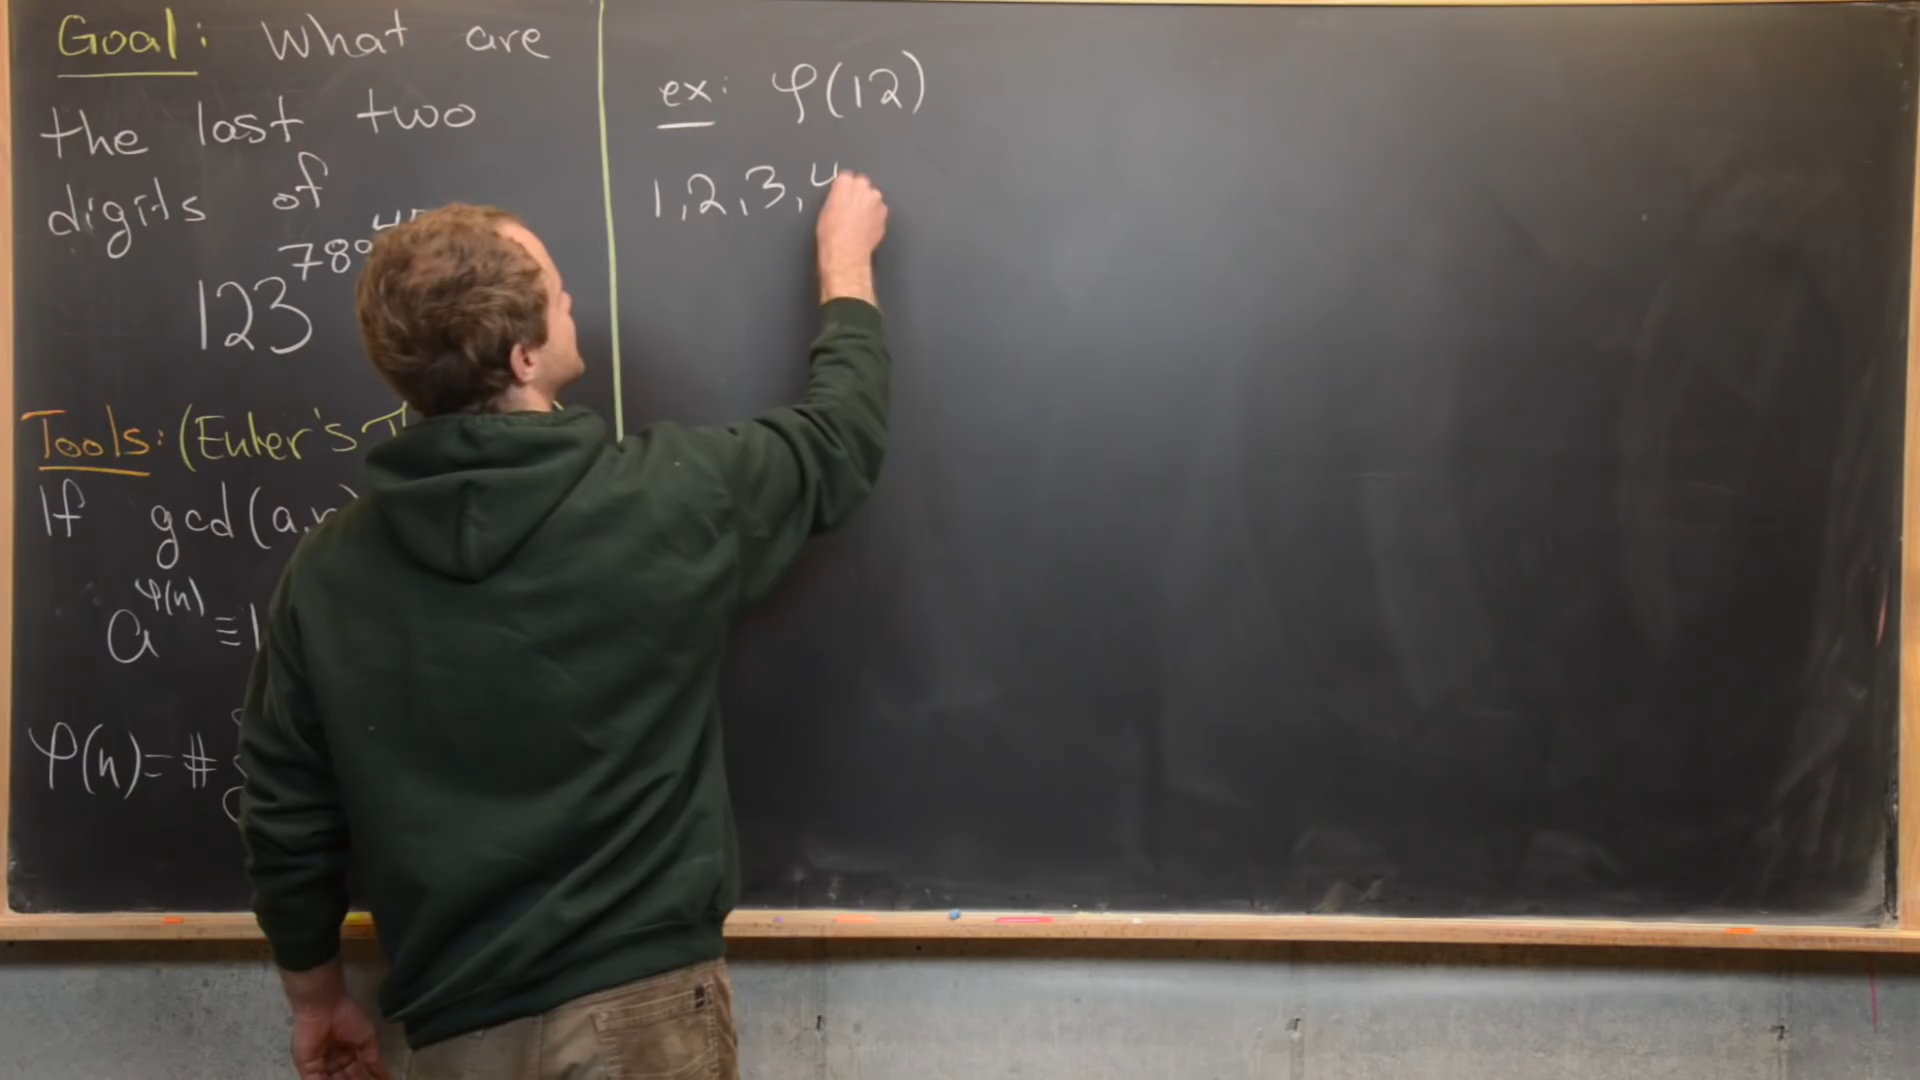 Goal: What are
the last two
digits of
123^789
Tools: (Euler's
If gcd(a,n)
a^φ(n) ≡ 1
φ(n) = # {
ex: φ(12)
1, 2, 3, 4